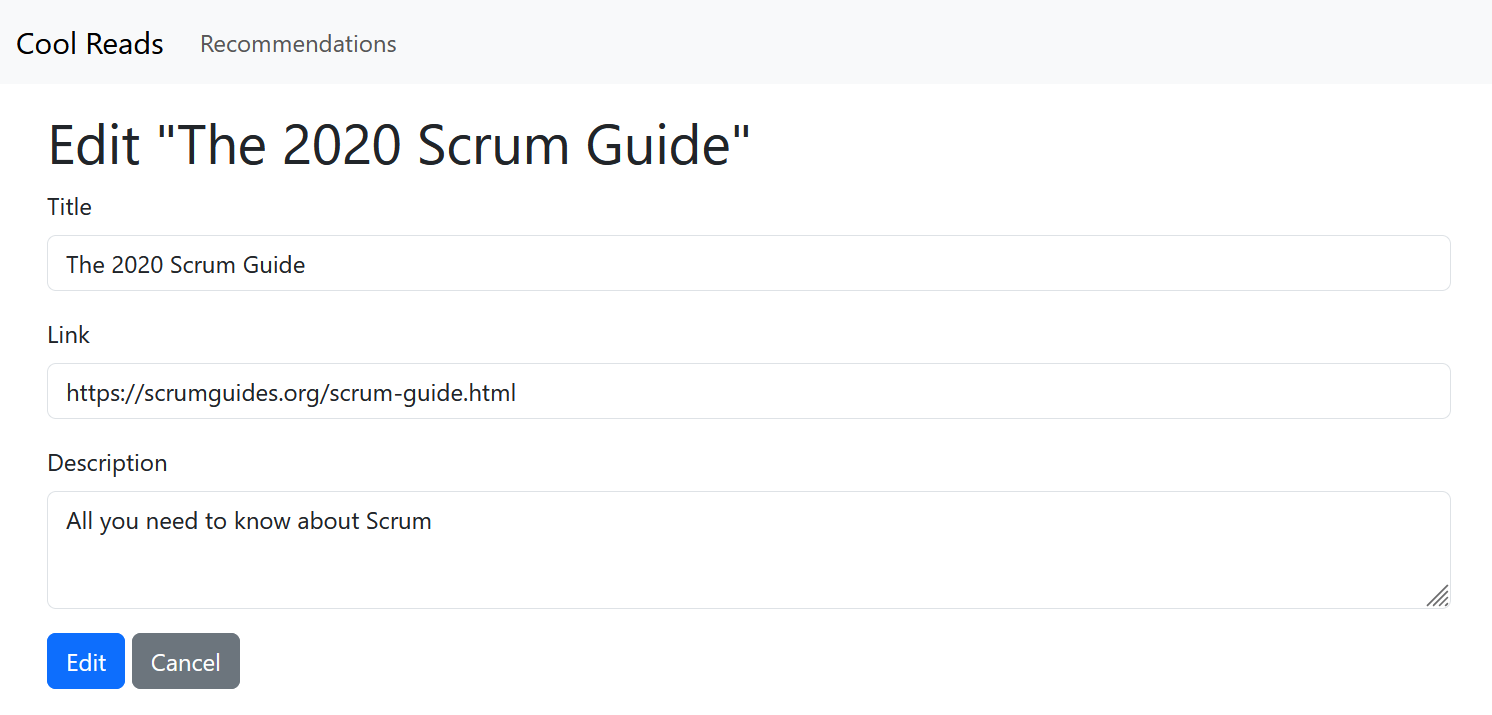 Cool Reads Recommendations
Edit "The 2020 Scrum Guide"
Title
The 2020 Scrum Guide
Link
https://scrumguides.org/scrum-guide.html
Description
All you need to know about Scrum
Edit Cancel